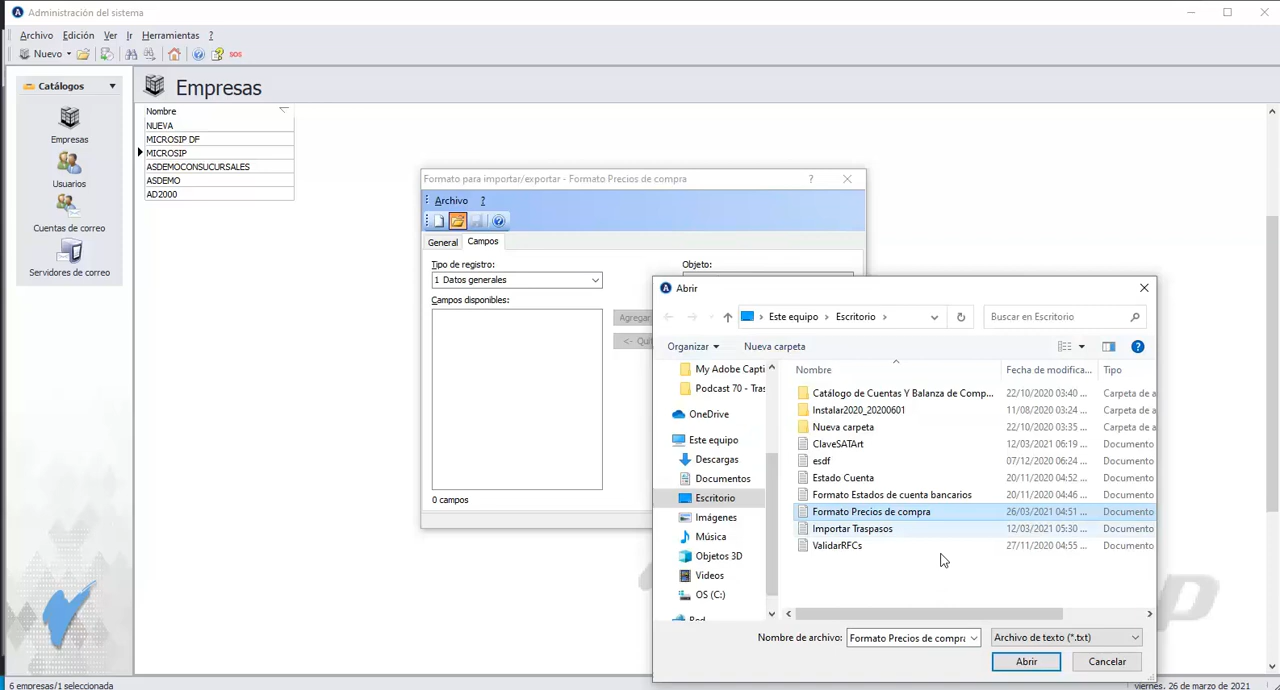 Administración del sistema
Archivo Edición Ver Ir Herramientas ?
Nuevo SOS
Catálogos
Empresas
Usuarios
Cuentas de correo
Servidores de correo
Empresas
Nombre
NUEVA
MICROSIP DF
MICROSIP
ASDEMOCONSUCURSALES
ASDEMO
AD2000
Formato para importar/exportar - Formato Precios de compra ?
Archivo ?
General Campos
Tipo de registro: Objeto:
1 Datos generales
Campos disponibles:
Agregar
<- Qui
0 campos
Abrir
Este equipo > Escritorio >
Buscar en Escritorio
Organizar Nueva carpeta
My Adobe Capti
Podcast 70 - Tras
OneDrive
Este equipo
Descargas
Documentos
Escritorio
Imágenes
Música
Objetos 3D
Videos
OS (C:)
Red
Nombre Fecha de modifica... Tipo
Catálogo de Cuentas Y Balanza de Comp... 22/10/2020 03:40 ... Carpeta de a
Instalar2020_20200601 11/08/2020 03:24 ... Carpeta de a
Nueva carpeta 22/10/2020 03:35 ... Carpeta de a
ClaveSATArt 12/03/2021 06:19 ... Documento
esdf 07/12/2020 06:24 ... Documento
Estado Cuenta 20/11/2020 04:52 ... Documento
Formato Estados de cuenta bancarios 20/11/2020 04:46 ... Documento
Formato Precios de compra 26/03/2021 04:51 ... Documento
Importar Traspasos 12/03/2021 05:30 ... Documento
ValidarRFCs 27/11/2020 04:55 ... Documento
Nombre de archivo: Formato Precios de compra Archivo de texto (*.txt)
Abrir Cancelar
6 empresas/1 seleccionada viernes, 26 de marzo de 2021